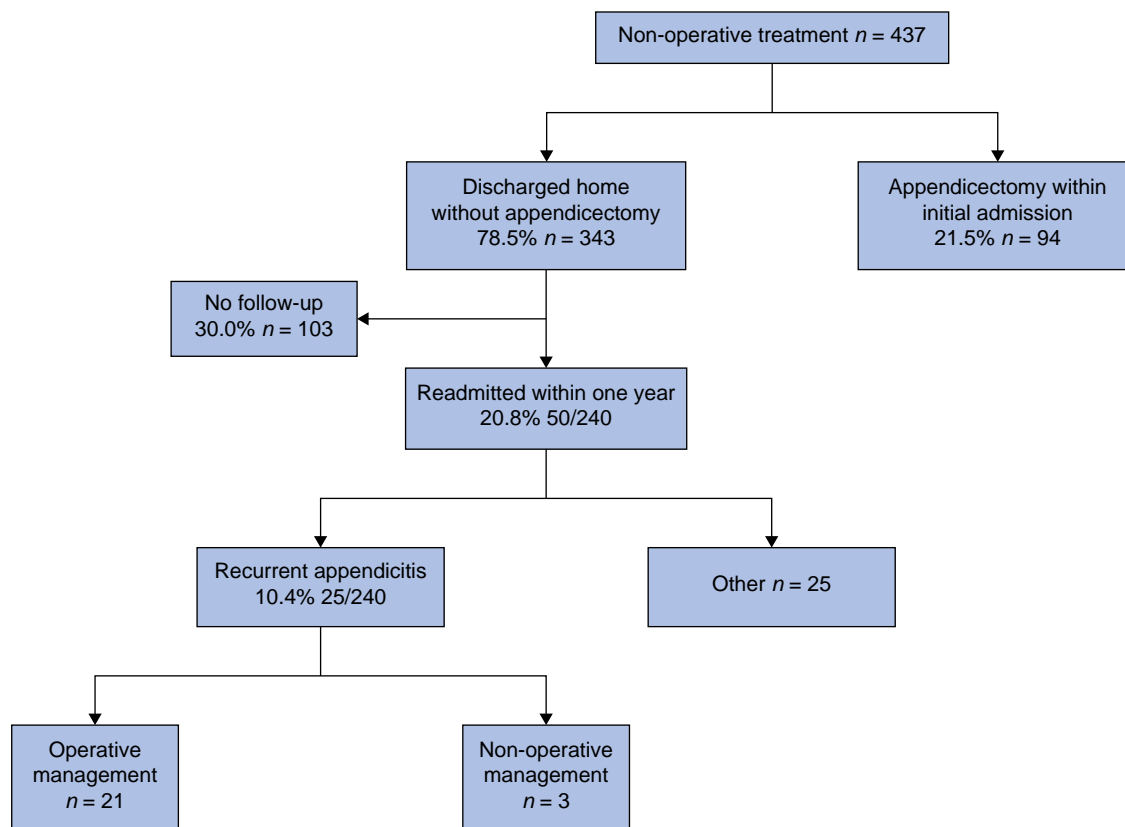 Non-operative treatment n = 437
Discharged home
without appendicectomy
78.5% n = 343
Appendicectomy within
initial admission
21.5% n = 94
No follow-up
30.0% n = 103
Readmitted within one year
20.8% 50/240
Recurrent appendicitis
10.4% 25/240
Other n = 25
Operative
management
n = 21
Non-operative
management
n = 3